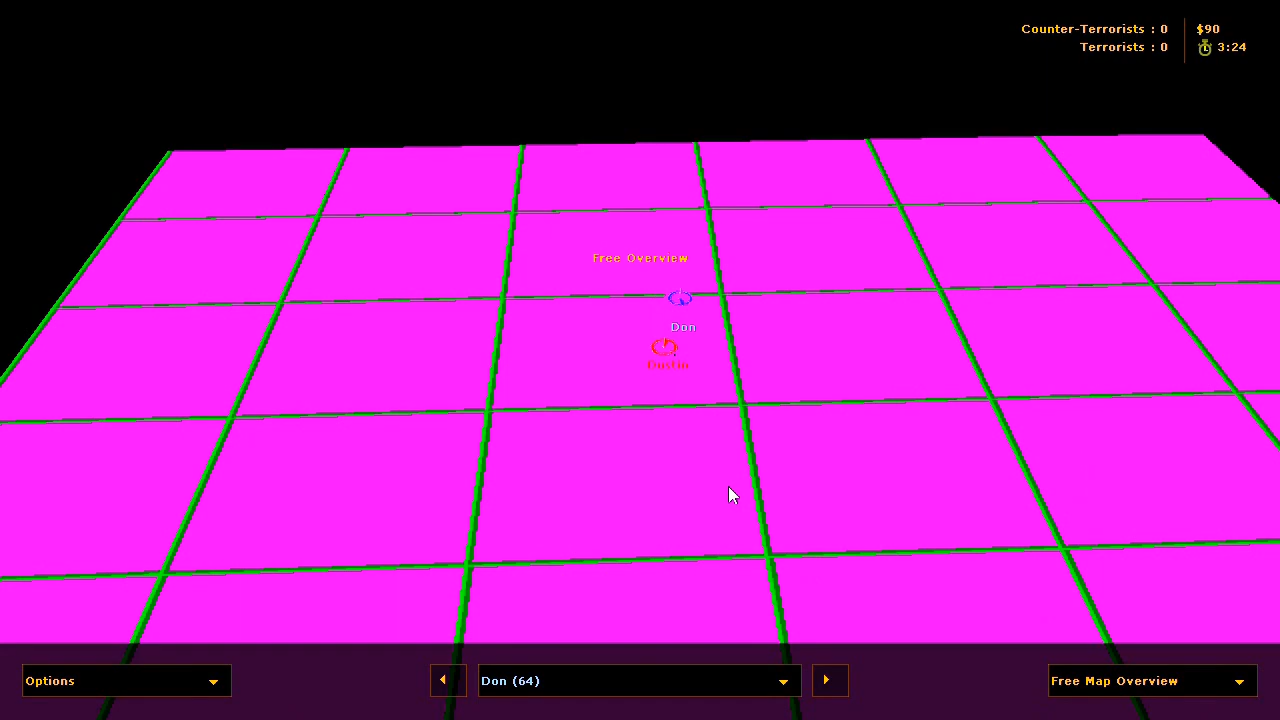 Counter-Terrorists : 0
$90
Terrorists : 0
3:24
Free Overview
Don
Dustin
Options
Don (64)
Free Map Overview